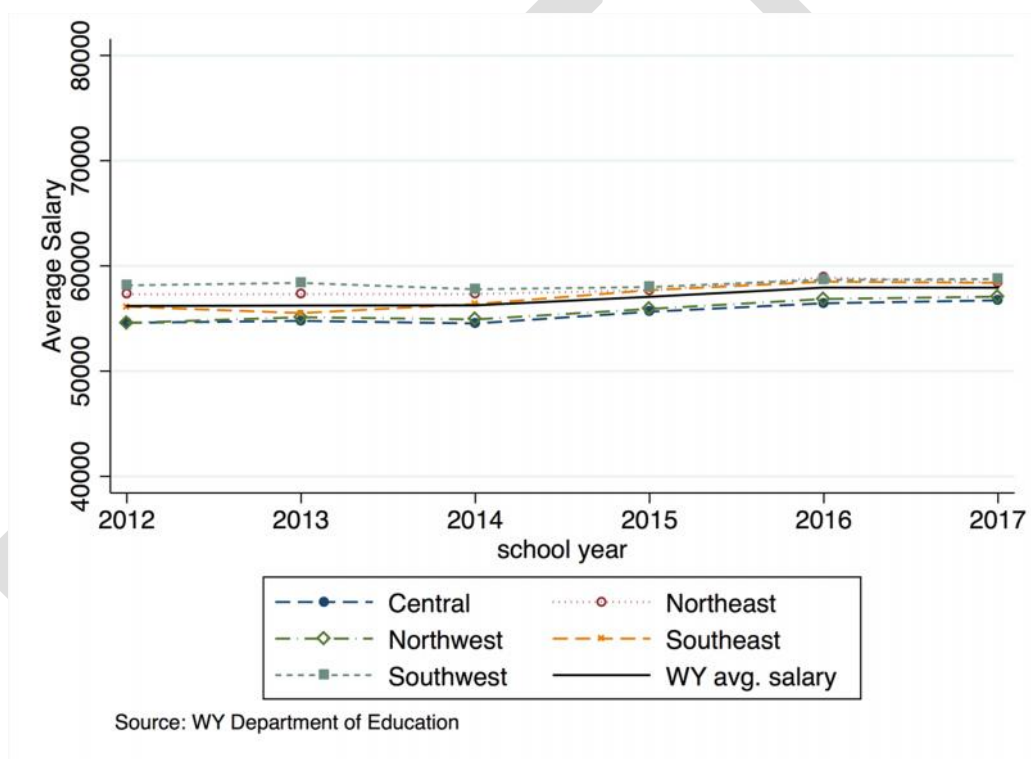 80000
70000
60000
50000
40000
Average Salary
2012 2013 2014 2015 2016 2017
school year
Central Northeast
Northwest Southeast
Southwest WY avg. salary
Source: WY Department of Education